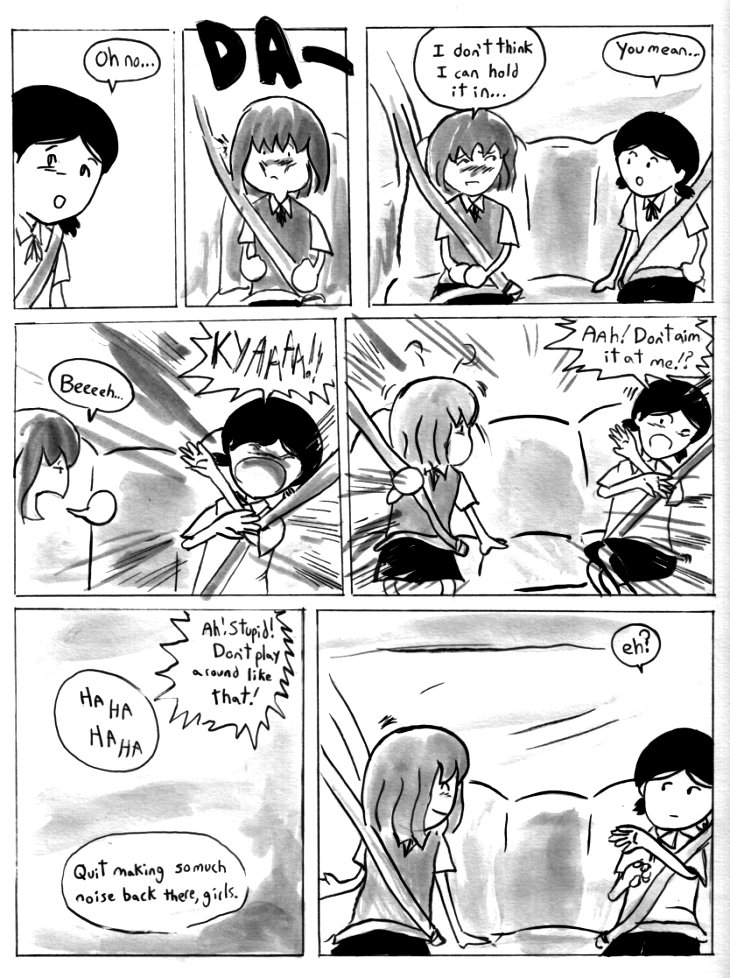 Oh no...
DA-
I don't think
I can hold
it in...
You mean...
Beeeeh...
KYAAAA!!
AAh! Don't aim
it at me!?
Ah! Stupid!
Don't play
around like
that!
HA HA
HA HA
Quit making so much
noise back there, girls.
eh?